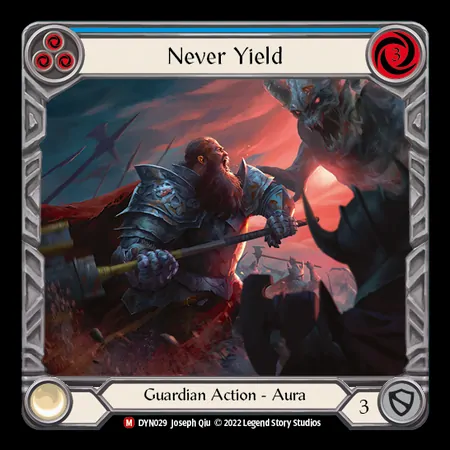 3
Never Yield
Guardian Action - Aura
3
M DYN029 Joseph Qiu © 2022 Legend Story Studios